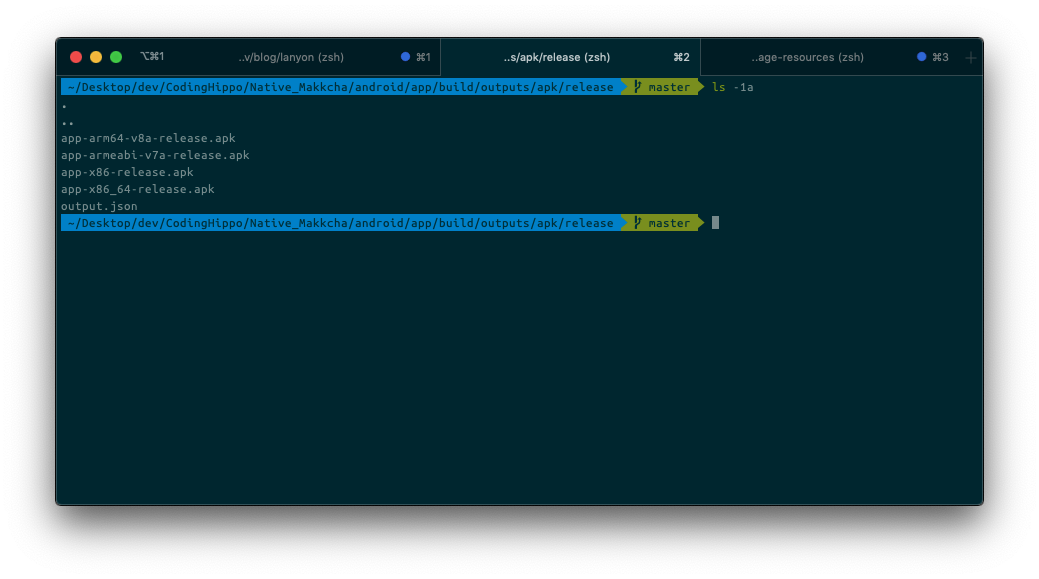 ⌥⌘1 ..v/blog/lanyon (zsh) ⌘1 ..s/apk/release (zsh) ⌘2 ..age-resources (zsh) ⌘3 +
~/Desktop/dev/CodingHippo/Native_Makkcha/android/app/build/outputs/apk/release master ls -1a
.
..
app-arm64-v8a-release.apk
app-armeabi-v7a-release.apk
app-x86-release.apk
app-x86_64-release.apk
output.json
~/Desktop/dev/CodingHippo/Native_Makkcha/android/app/build/outputs/apk/release master